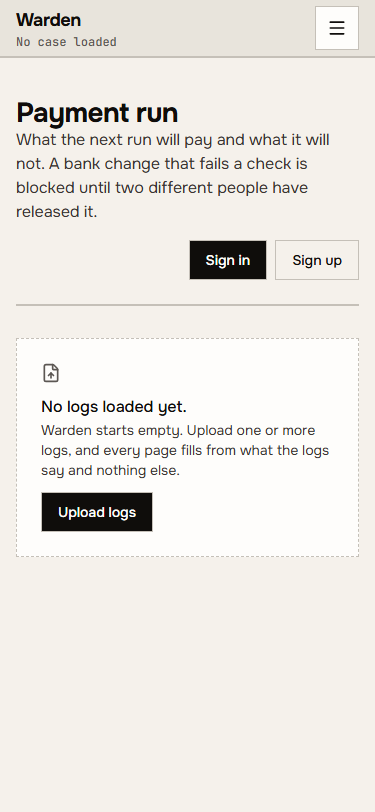 Warden
No case loaded
Payment run
What the next run will pay and what it will
not. A bank change that fails a check is
blocked until two different people have
released it.
Sign in
Sign up
No logs loaded yet.
Warden starts empty. Upload one or more
logs, and every page fills from what the logs
say and nothing else.
Upload logs